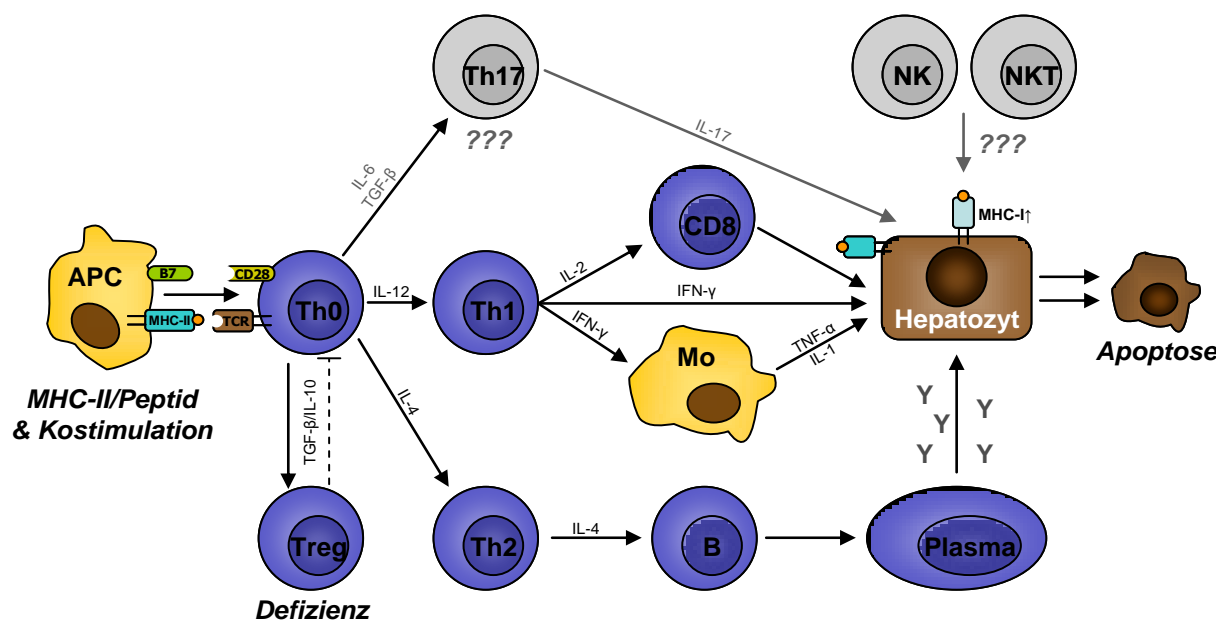 Th17
???
NK
NKT
???
IL-6
TGF-β
IL-17
MHC-I↑
APC
B7
CD28
MHC-II
TCR
Th0
IL-12
Th1
IL-2
CD8
IFN-γ
IFN-γ
Mo
TNF-α
IL-1
Hepatozyt
Apoptose
MHC-II/Peptid
& Kostimulation
TGF-β/IL-10
IL-4
Y
Y
Y
Y
Y
Treg
Defizienz
Th2
IL-4
B
Plasma